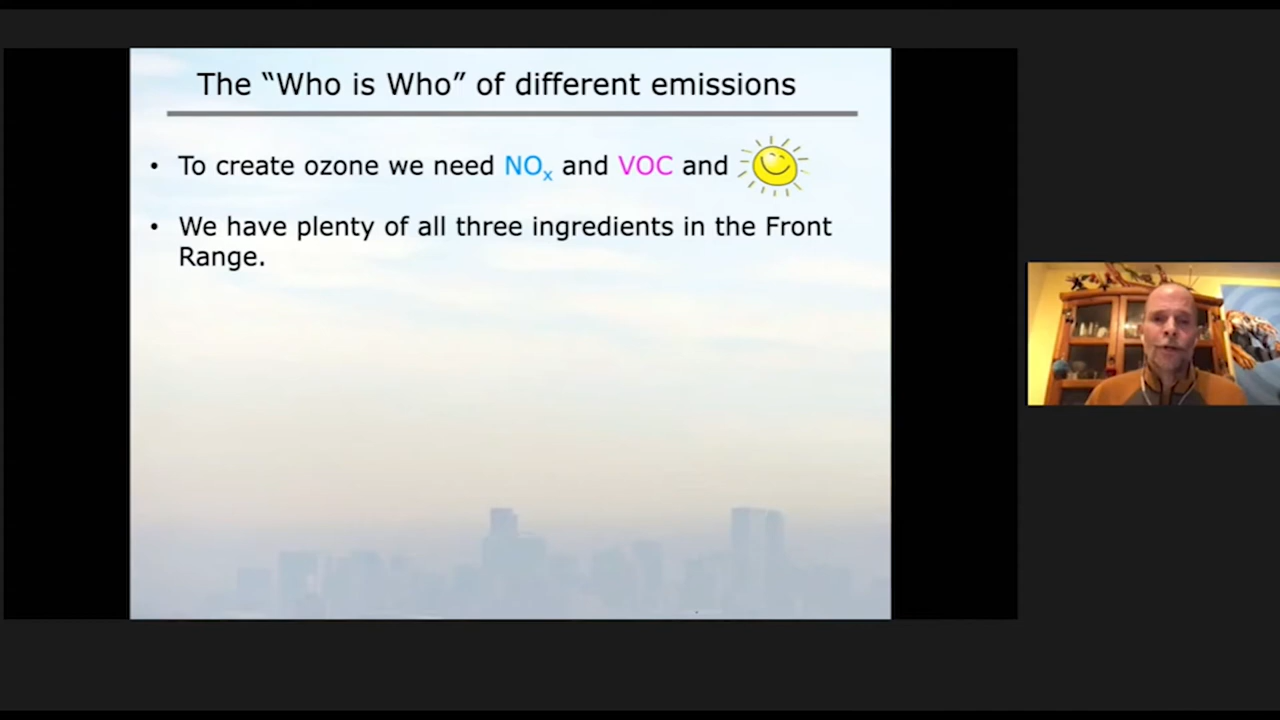 The “Who is Who” of different emissions
• To create ozone we need NOₓ and VOC and
• We have plenty of all three ingredients in the Front
Range.